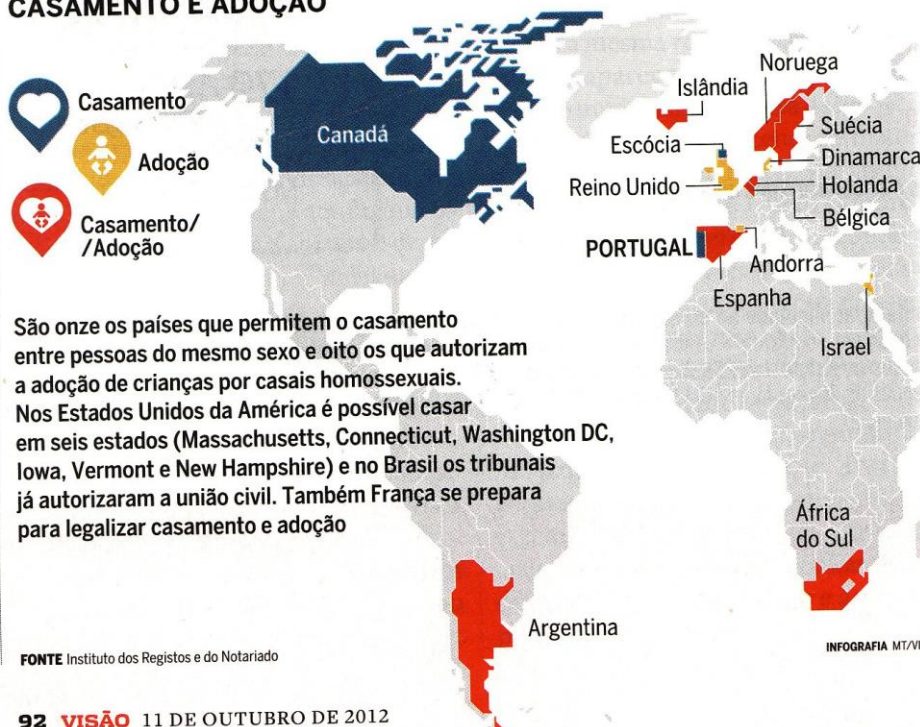 CASAMENTO E ADOÇÃO
Casamento
Adoção
Casamento/
/Adoção
Canadá
Islândia
Noruega
Escócia
Suécia
Reino Unido
Dinamarca
Holanda
Bélgica
PORTUGAL
Andorra
Espanha
Israel
São onze os países que permitem o casamento
entre pessoas do mesmo sexo e oito os que autorizam
a adoção de crianças por casais homossexuais.
Nos Estados Unidos da América é possível casar
em seis estados (Massachusetts, Connecticut, Washington DC,
Iowa, Vermont e New Hampshire) e no Brasil os tribunais
já autorizaram a união civil. Também França se prepara
para legalizar casamento e adoção
África
do Sul
Argentina
FONTE Instituto dos Registos e do Notariado
INFOGRAFIA MT/VI
92 VISÃO 11 DE OUTUBRO DE 2012